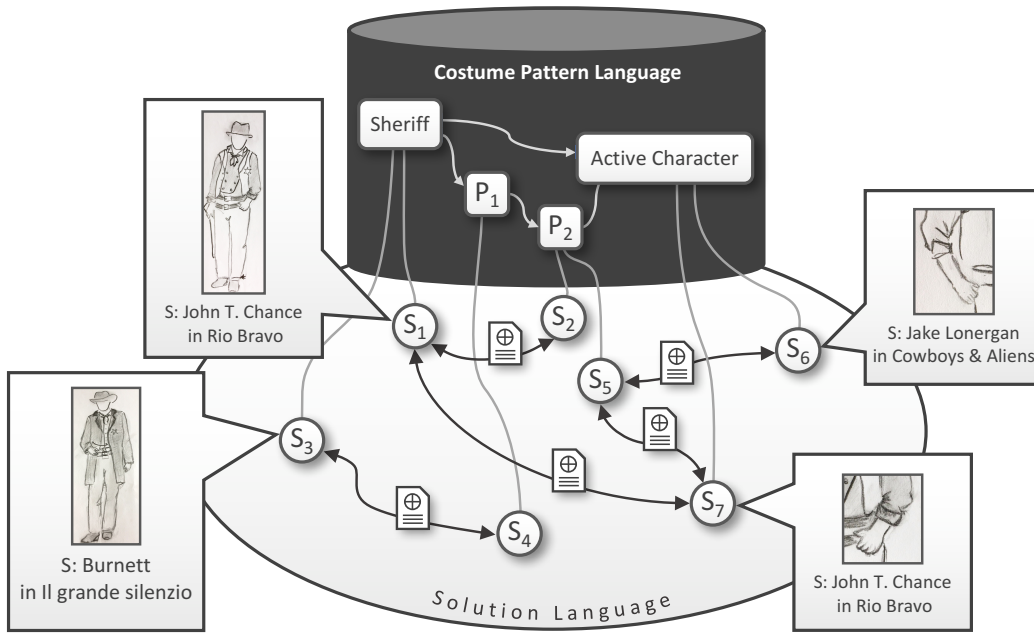 Costume Pattern Language
Sheriff
Active Character
P1
P2
S: John T. Chance
in Rio Bravo
S1
S2
S6
S: Jake Lonergan
in Cowboys & Aliens
S5
S3
S7
S4
S: Burnett
in Il grande silenzio
S: John T. Chance
in Rio Bravo
Solution Language